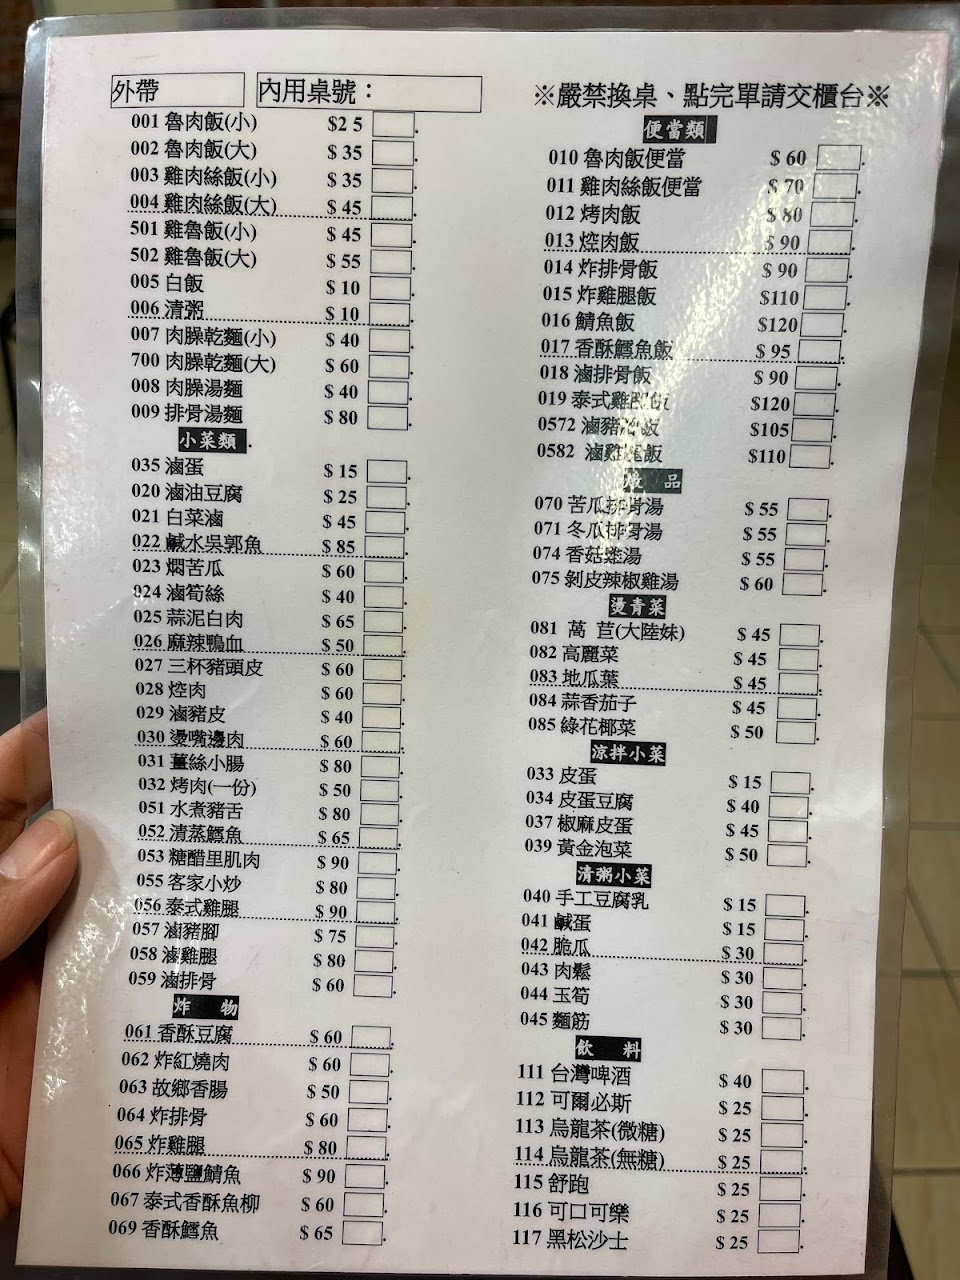 外帶
內用桌號：
001 魯肉飯(小) $25
002 魯肉飯(大) $35
003 雞肉絲飯(小) $35
004 雞肉絲飯(大) $45
501 雞魯飯(小) $45
502 雞魯飯(大) $55
005 白飯 $10
006 清粥 $10
007 肉臊乾麵(小) $40
700 肉臊乾麵(大) $60
008 肉臊湯麵 $40
009 排骨湯麵 $80
小菜類
035 滷蛋 $15
020 滷油豆腐 $25
021 白菜滷 $45
022 鹹水吳郭魚 $85
023 燜苦瓜 $60
024 滷筍絲 $40
025 蒜泥白肉 $65
026 麻辣鴨血 $50
027 三杯豬頭皮 $60
028 焢肉 $60
029 滷豬皮 $40
030 燙嘴邊肉 $60
031 薑絲小腸 $80
032 烤肉(一份) $50
051 水煮豬舌 $80
052 清蒸鱈魚 $65
053 糖醋里肌肉 $90
055 客家小炒 $80
056 泰式雞腿 $90
057 滷豬腳 $75
058 滷雞腿 $80
059 滷排骨 $60
炸 物
061 香酥豆腐 $60
062 炸紅燒肉 $60
063 故鄉香腸 $50
064 炸排骨 $60
065 炸雞腿 $80
066 炸薄鹽鯖魚 $90
067 泰式香酥魚柳 $60
069 香酥鱈魚 $65
※嚴禁換桌、點完單請交櫃台※
便當類
010 魯肉飯便當 $60
011 雞肉絲飯便當 $70
012 烤肉飯 $80
013 焢肉飯 $90
014 炸排骨飯 $90
015 炸雞腿飯 $110
016 鯖魚飯 $120
017 香酥鱈魚飯 $95
018 滷排骨飯 $90
019 泰式雞腿飯 $120
0572 滷豬腳飯 $105
0582 滷雞腿飯 $110
品
070 苦瓜排骨湯 $55
071 冬瓜排骨湯 $55
074 香菇雞湯 $55
075 剝皮辣椒雞湯 $60
燙青菜
081 萵 苣(大陸妹) $45
082 高麗菜 $45
083 地瓜葉 $45
084 蒜香茄子 $45
085 綠花椰菜 $50
涼拌小菜
033 皮蛋 $15
034 皮蛋豆腐 $40
037 椒麻皮蛋 $45
039 黃金泡菜 $50
清粥小菜
040 手工豆腐乳 $15
041 鹹蛋 $15
042 脆瓜 $30
043 肉鬆 $30
044 玉筍 $30
045 麵筋 $30
飲 料
111 台灣啤酒 $40
112 可爾必斯 $25
113 烏龍茶(微糖) $25
114 烏龍茶(無糖) $25
115 舒跑 $25
116 可口可樂 $25
117 黑松沙士 $25